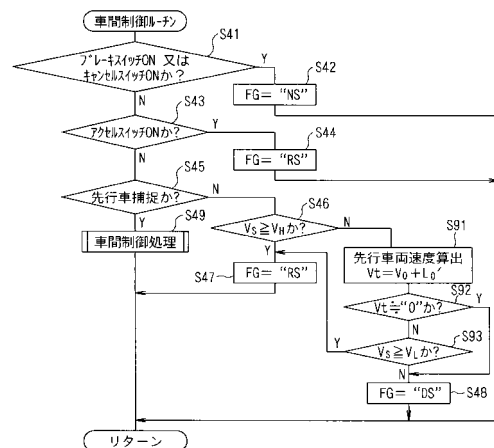 車間制御ルーチン
S41
ブレーキスイッチON 又は
キャンセルスイッチONか?
Y
N
S42
FG= “NS”
S43
アクセルスイッチONか?
Y
N
S44
FG= “RS”
S45
先行車捕捉か?
N
Y
S49
車間制御処理
S46
VS≧VHか?
N
Y
S47
FG= “RS”
S91
先行車両速度算出
Vt=V0+L0′
S92
Vt≒“0”か?
Y
N
S93
VS≧VLか?
Y
N
S48
FG= “DS”
リターン